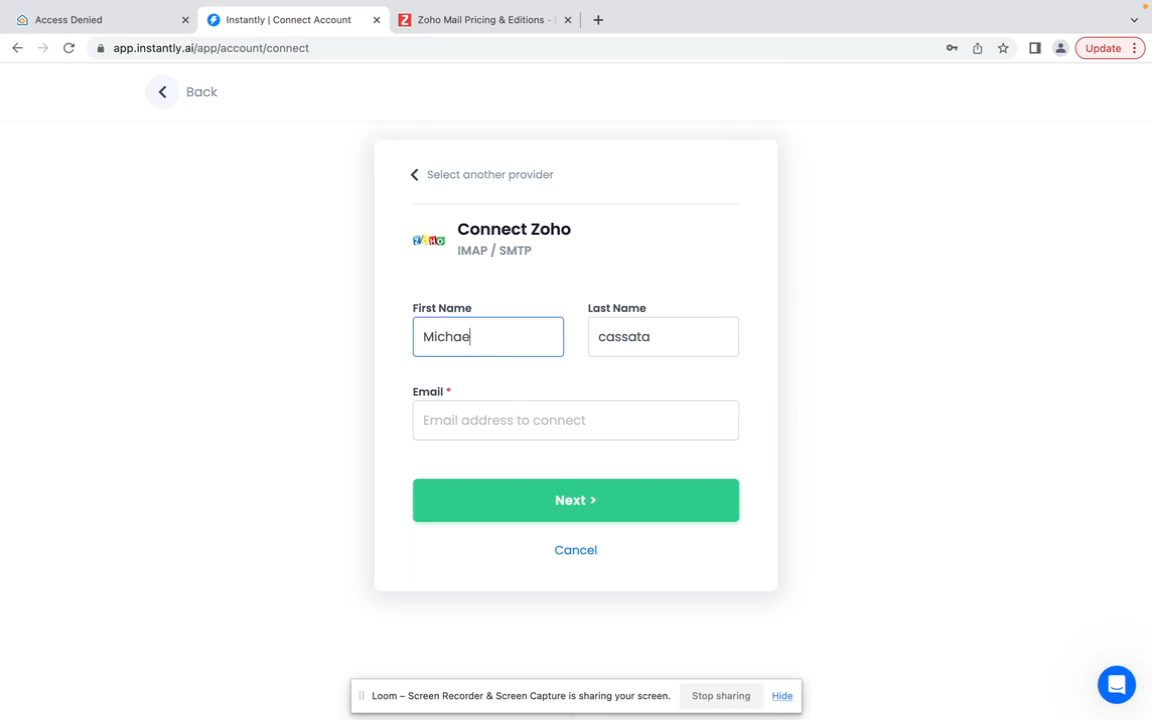 Access Denied
Instantly | Connect Account
Zoho Mail Pricing & Editions -
app.instantly.ai/app/account/connect
Update
Back
Select another provider
ZOHO
Connect Zoho
IMAP / SMTP
First Name
Last Name
Michae
cassata
Email *
Email address to connect
Next >
Cancel
Loom – Screen Recorder & Screen Capture is sharing your screen.
Stop sharing
Hide